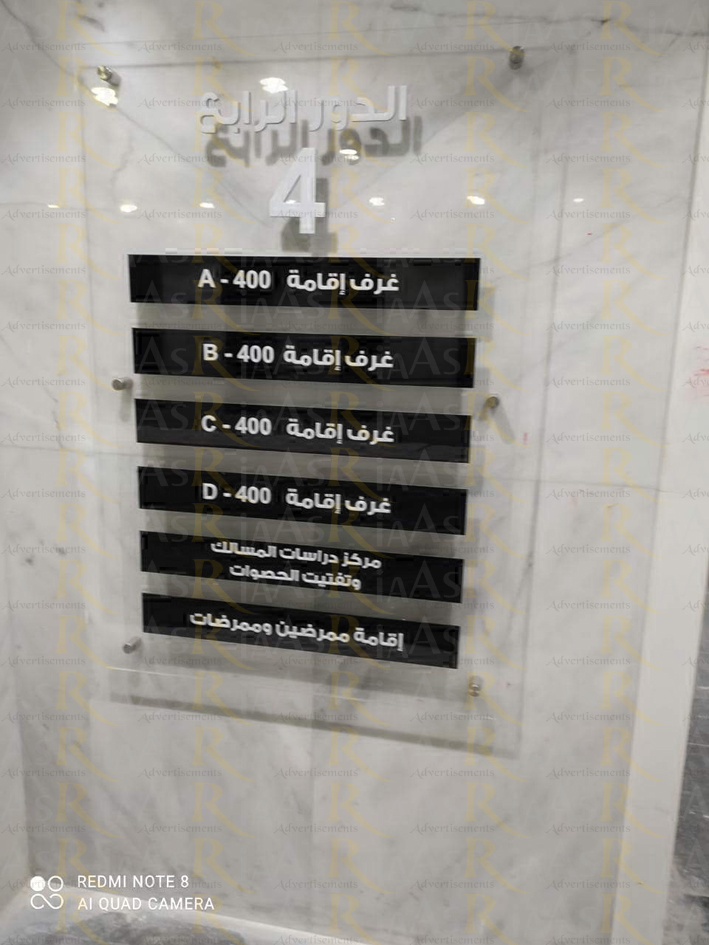 الدور الرابع
4
غرف إقامة A - 400
غرف إقامة B - 400
غرف إقامة C - 400
غرف إقامة D - 400
مركز دراسات المسالك
وتفتيت الحصوات
إقامة ممرضين وممرضات
REDMI NOTE 8
AI QUAD CAMERA